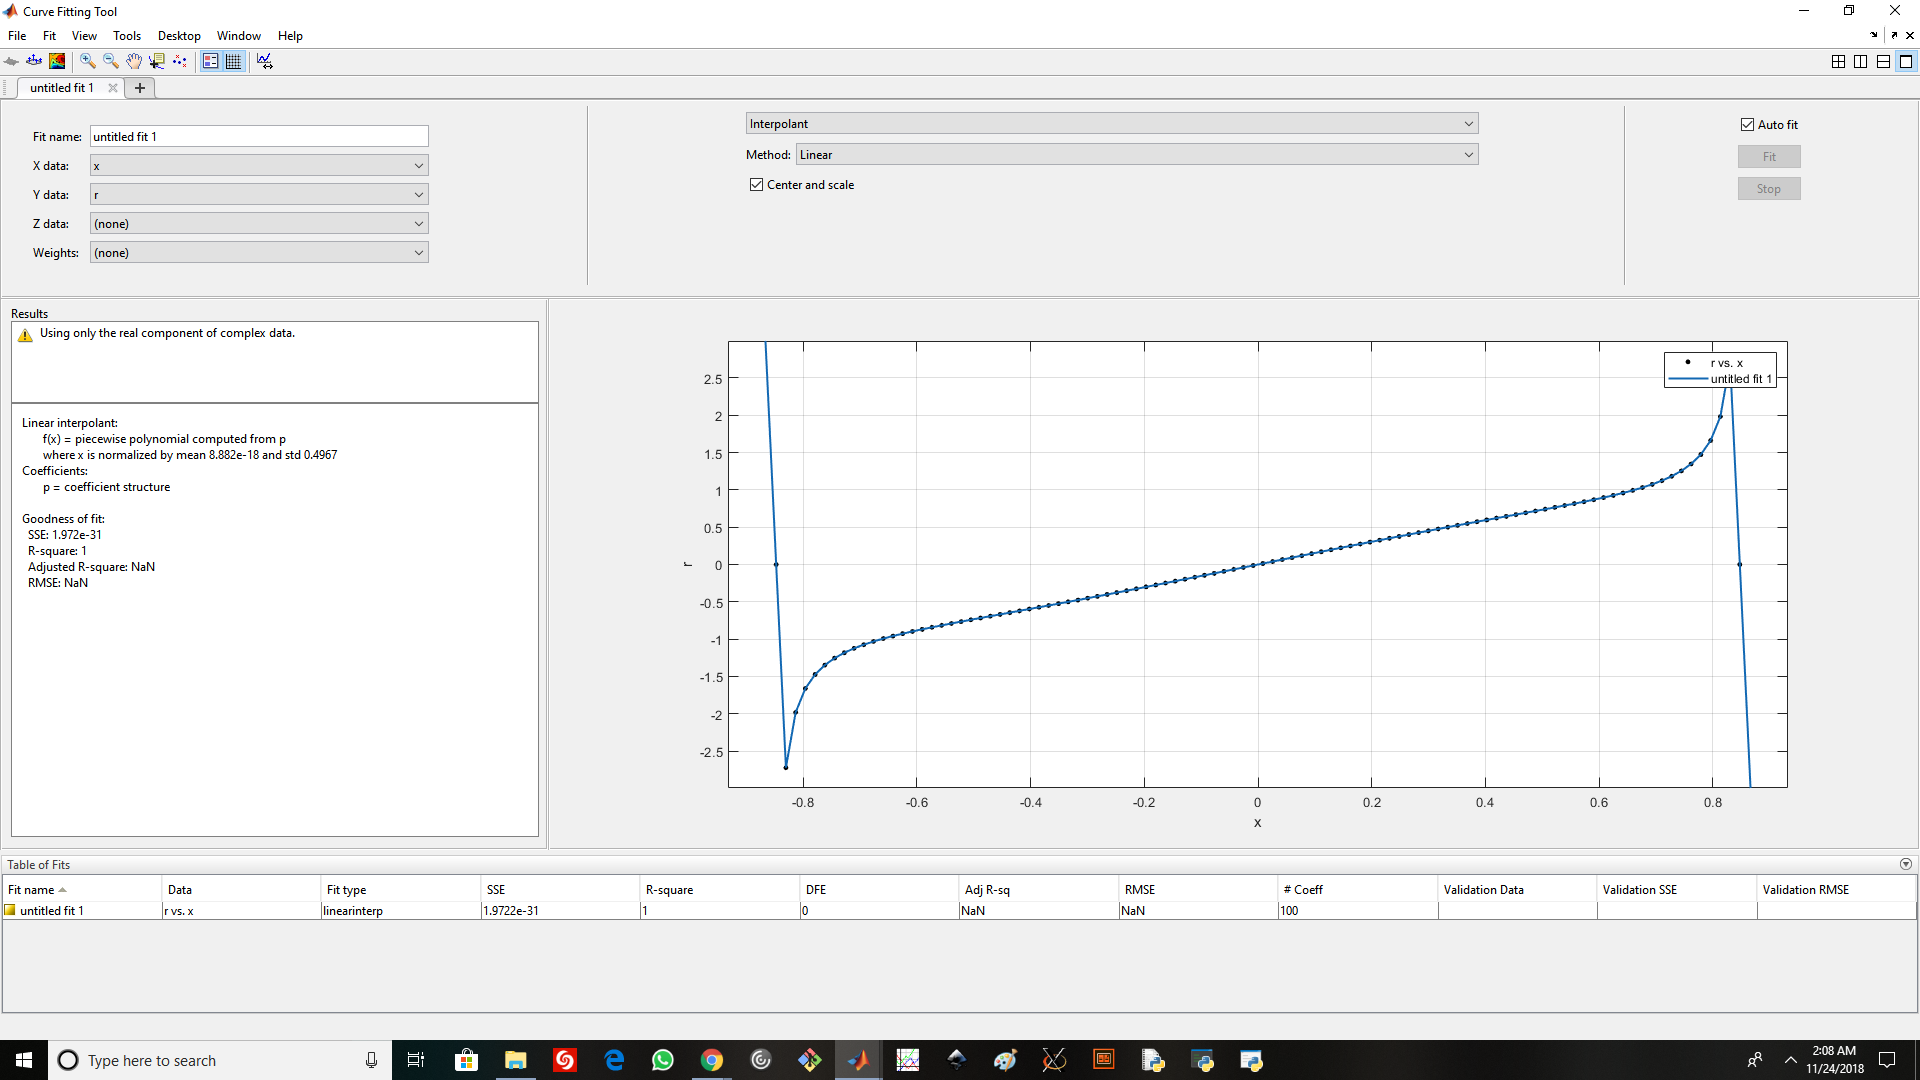 Curve Fitting Tool
File Fit View Tools Desktop Window Help
untitled fit 1
Fit name: untitled fit 1
X data: x
Y data: r
Z data: (none)
Weights: (none)
Interpolant
Method: Linear
Center and scale
Auto fit
Fit
Stop
Results
Using only the real component of complex data.
Linear interpolant:
f(x) = piecewise polynomial computed from p
where x is normalized by mean 8.882e-18 and std 0.4967
Coefficients:
p = coefficient structure
Goodness of fit:
SSE: 1.972e-31
R-square: 1
Adjusted R-square: NaN
RMSE: NaN
r vs. x
untitled fit 1
2.5
2
1.5
1
0.5
0
-0.5
-1
-1.5
-2
-2.5
r
-0.8 -0.6 -0.4 -0.2 0 0.2 0.4 0.6 0.8
x
Table of Fits
Fit name Data Fit type SSE R-square DFE Adj R-sq RMSE # Coeff Validation Data Validation SSE Validation RMSE
untitled fit 1 r vs. x linearinterp 1.9722e-31 1 0 NaN NaN 100
Type here to search
2:08 AM
11/24/2018